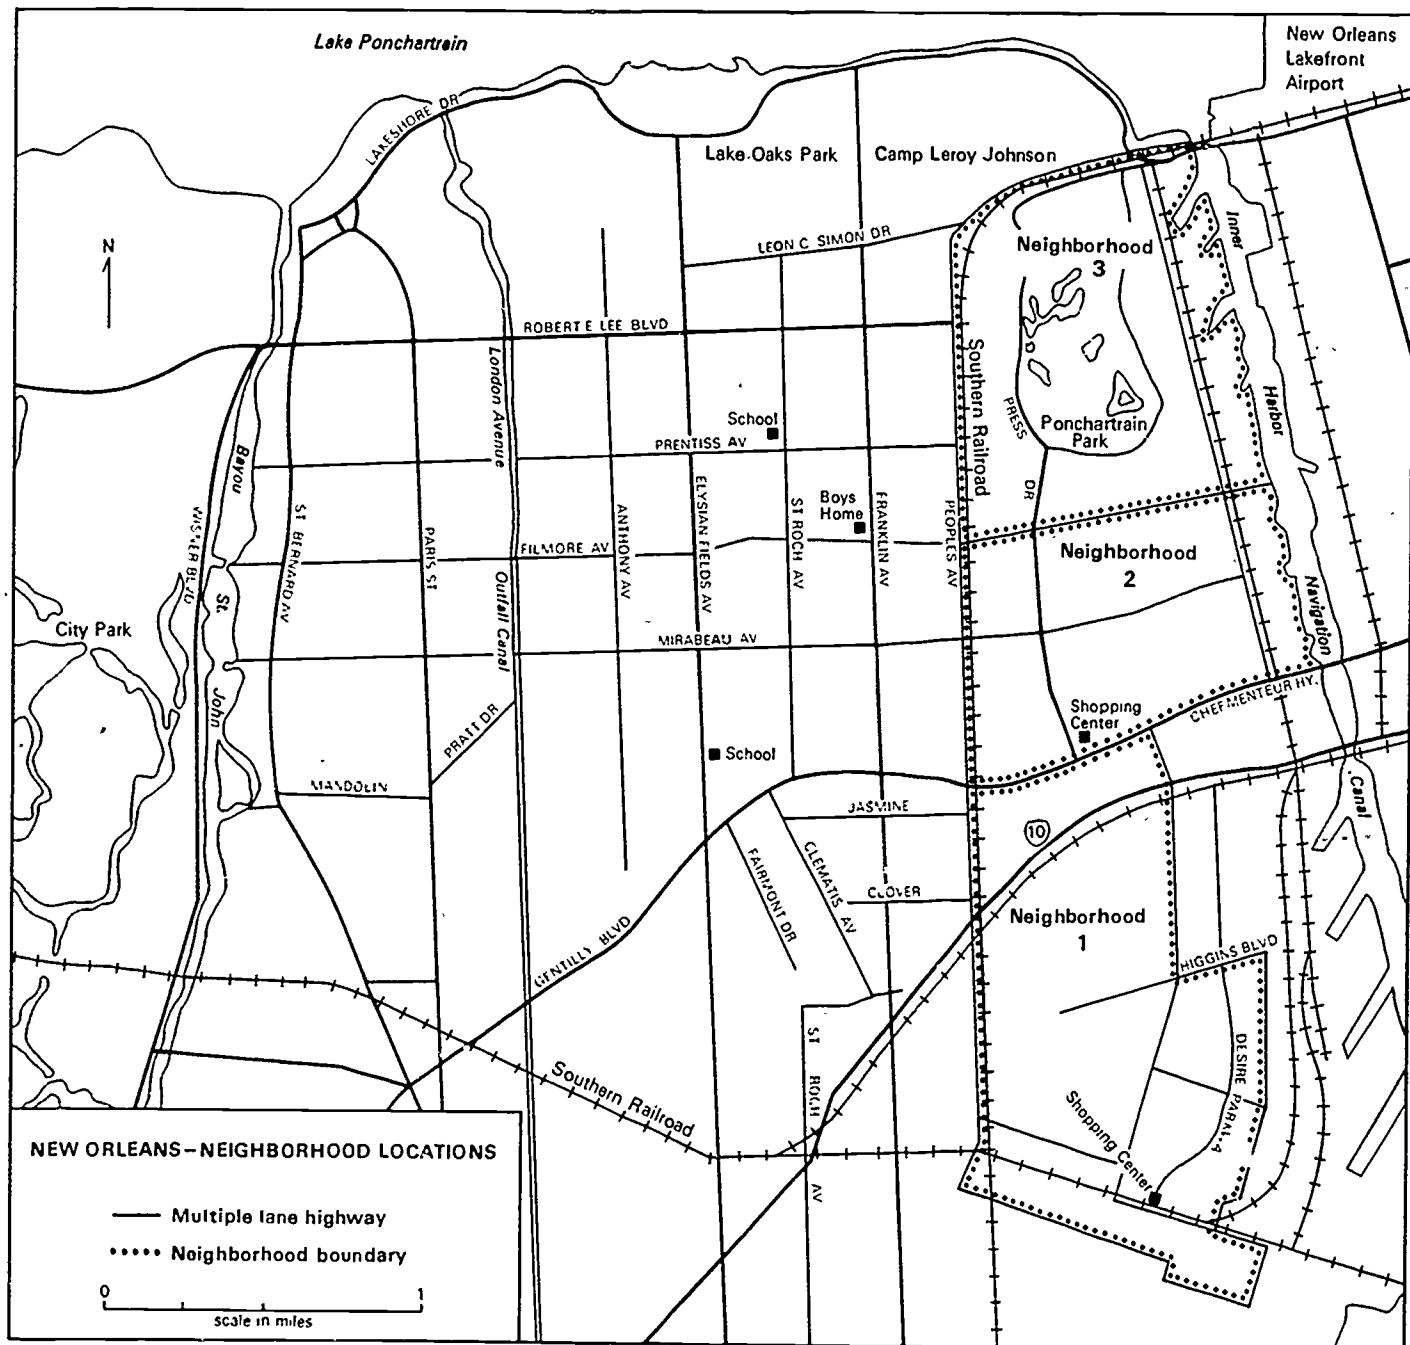 Lake Ponchartrain
New Orleans
Lakefront
Airport
LAKESHORE DR
Lake Oaks Park
Camp Leroy Johnson
N
LEON C. SIMON DR
Neighborhood
3
Inner
ROBERT E LEE BLVD
London Avenue
Southern Railroad
Harbor
School
PRESS
DR
Ponchartrain
Park
PRENTISS AV
Bayou
WISNER BLVD
ST BERNARD AV
PARIS ST
ANTHONY AV
ELYSIAN FIELDS AV
ST ROCH AV
Boys
Home
FRANKLIN AV
PEOPLES AV
FILMORE AV
Outfall Canal
Neighborhood
2
Navigation
St.
City Park
MIRABEAU AV
John
PRATT DR
Shopping
Center
CHEF MENTEUR HY.
School
MANDOLIN
JASMINE
10
Canal
FAIRMONT DR
CLEMATIS AV
CLOVER
Neighborhood
1
GENTILLY BLVD
HIGGINS BLVD
ST ROCH AV
DESIRE PARKWA
Southern Railroad
Shopping Center
NEW ORLEANS–NEIGHBORHOOD LOCATIONS
Multiple lane highway
Neighborhood boundary
0 1
scale in miles